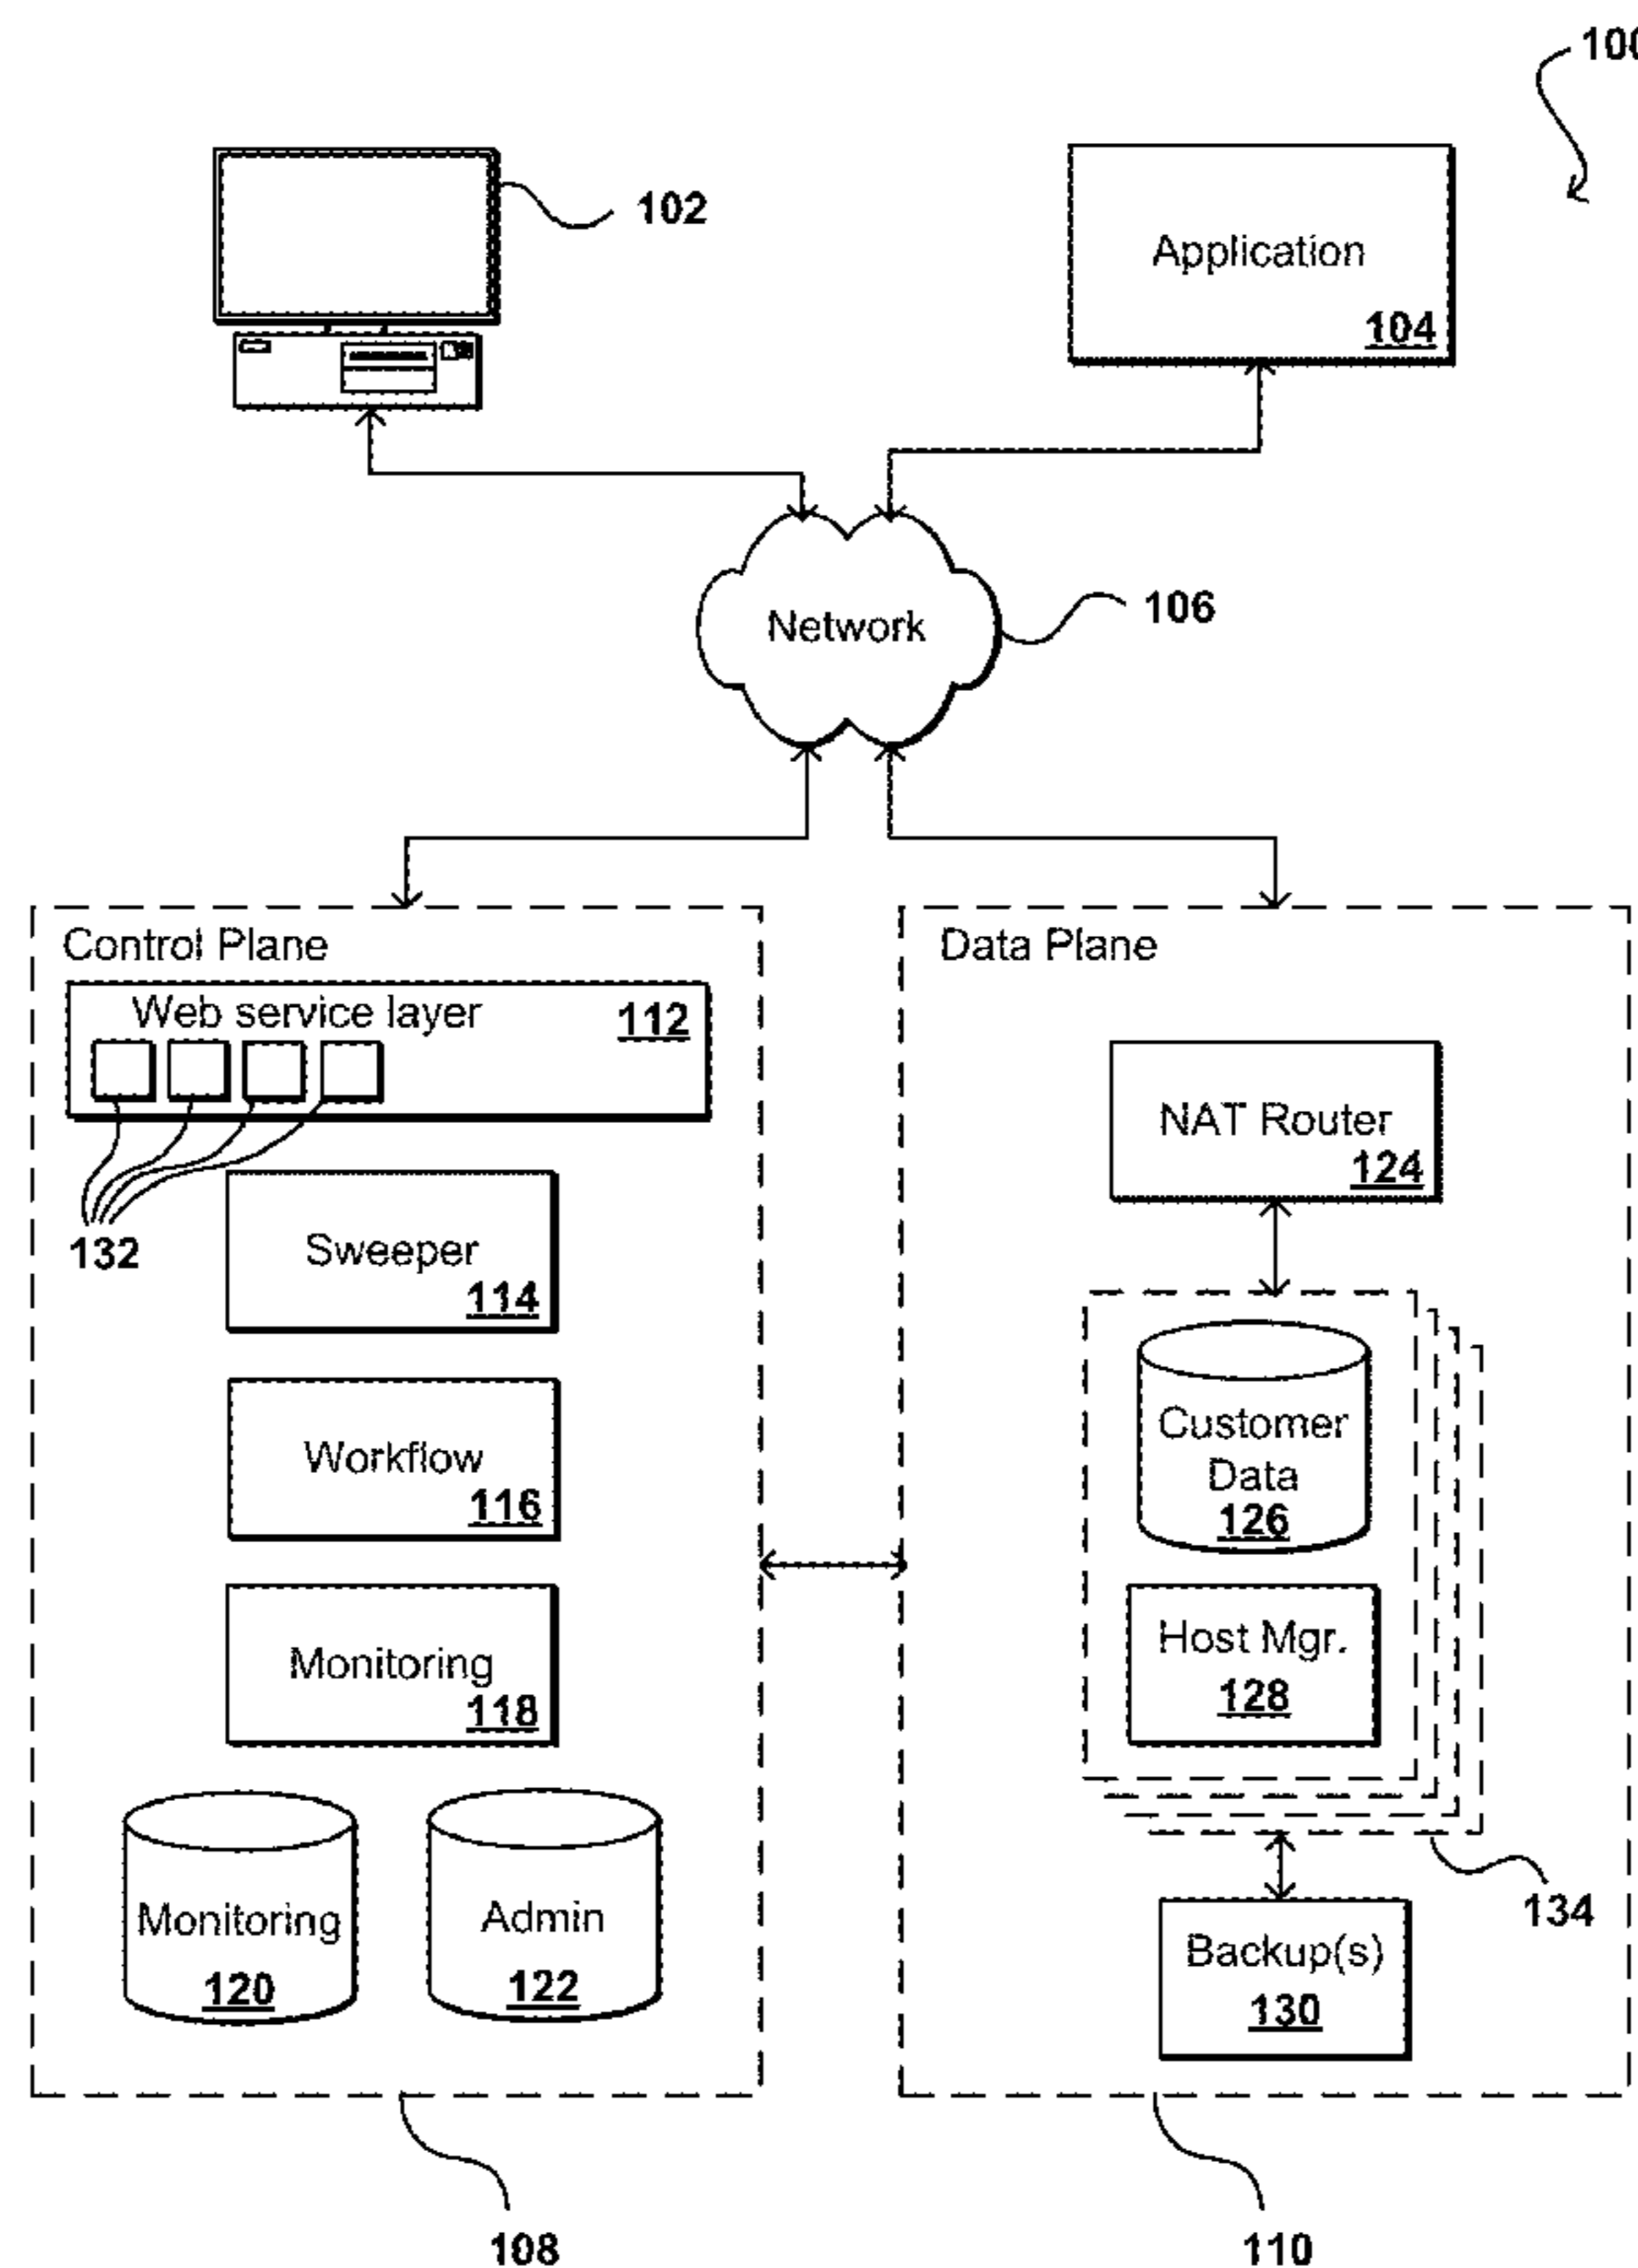 100
102
Application
104
Network
106
Control Plane
Web service layer
112
132
Sweeper
114
Workflow
116
Monitoring
118
Monitoring
120
Admin
122
108
Data Plane
NAT Router
124
Customer
Data
126
Host Mgr.
128
134
Backup(s)
130
110